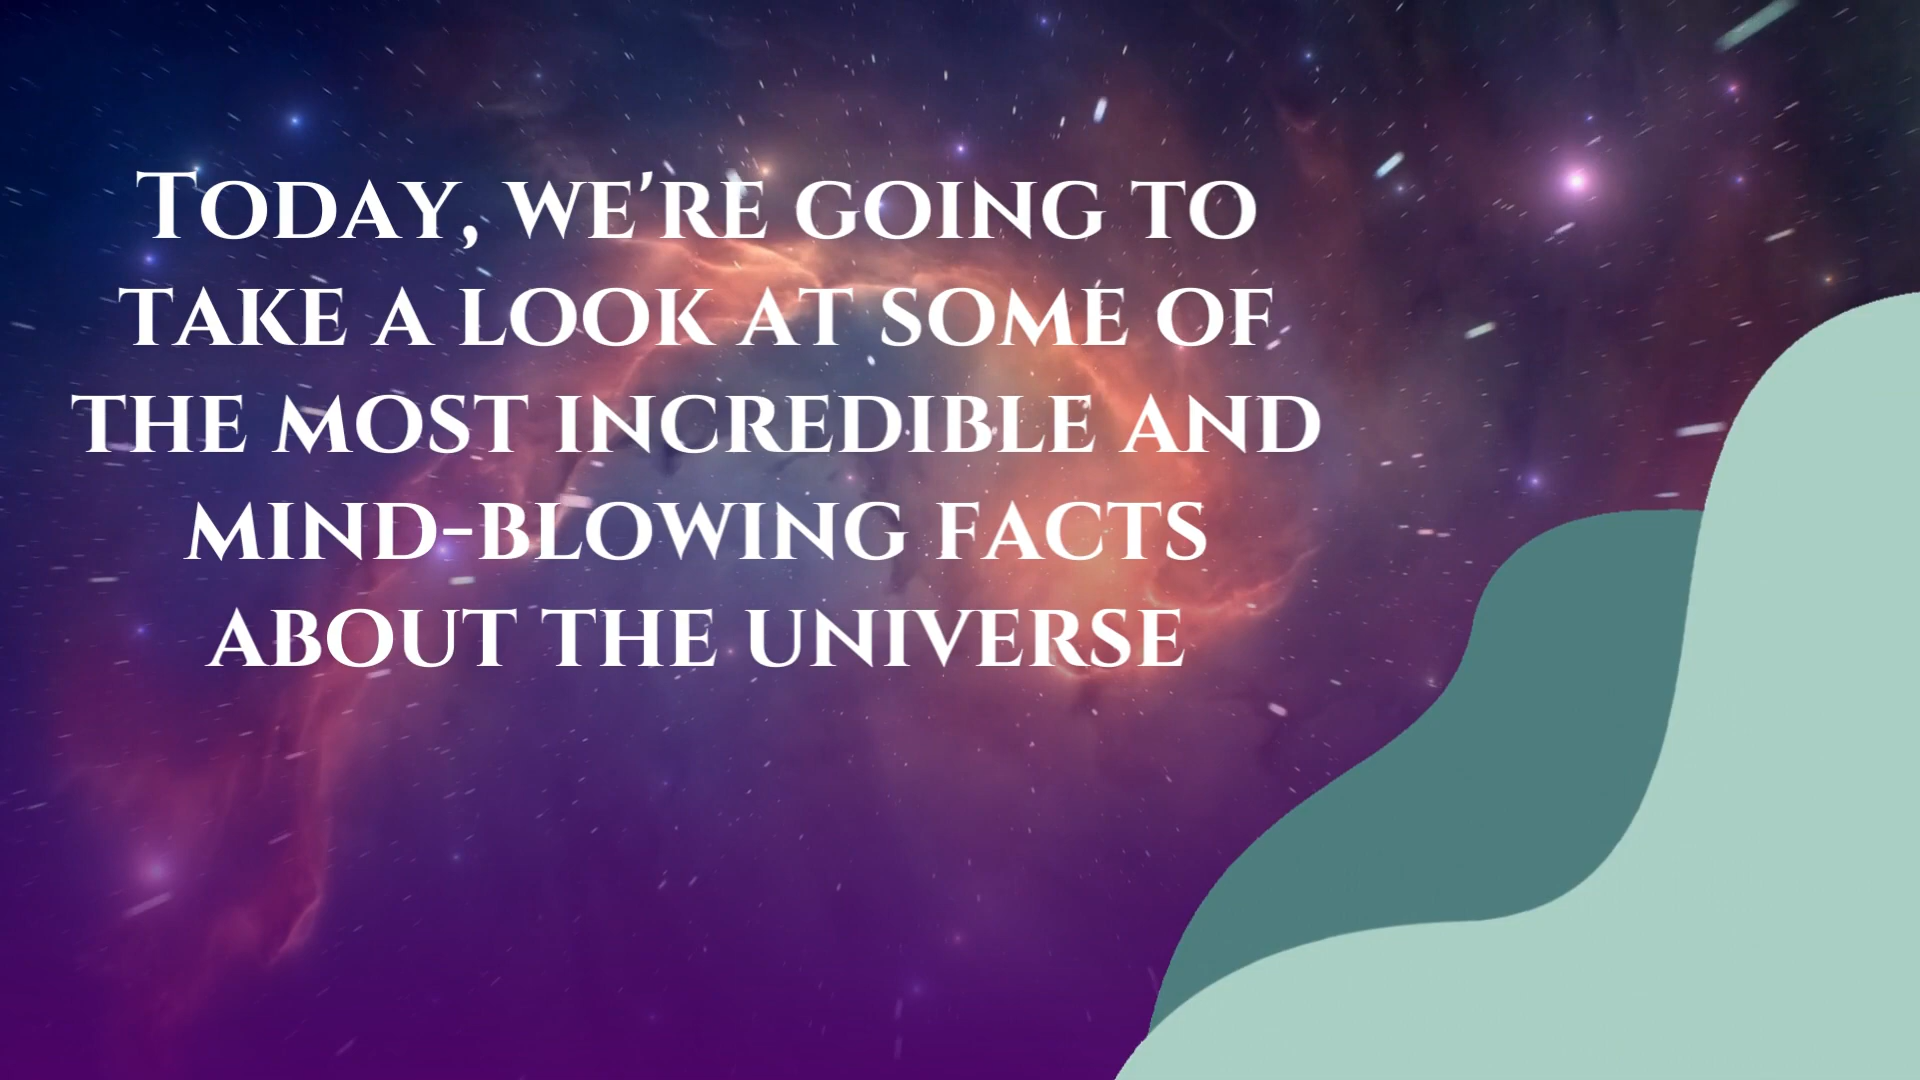 Today, we're going to
take a look at some of
the most incredible and
mind-blowing facts
about the universe